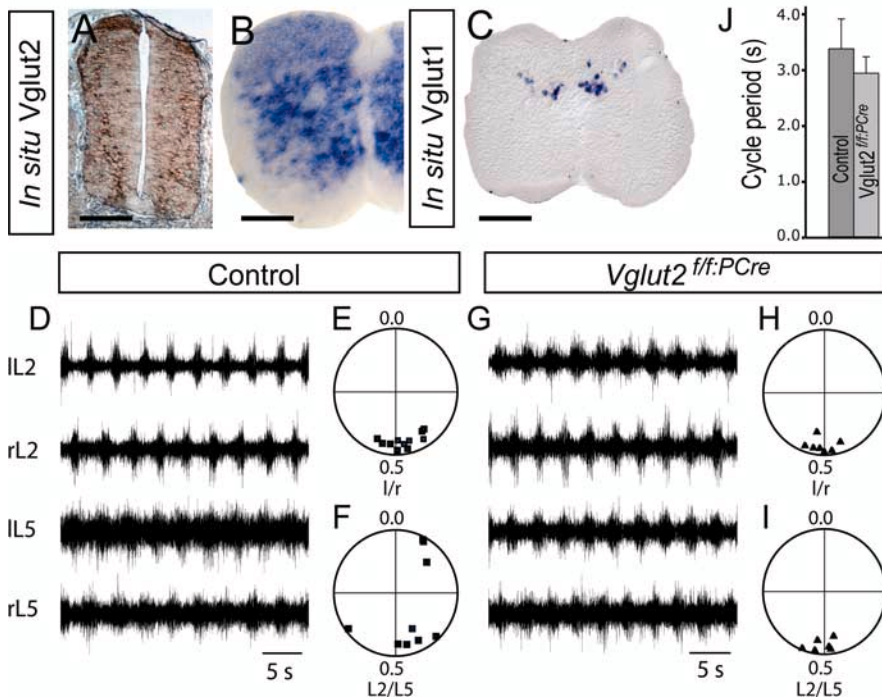 In situ Vglut2
A
B
In situ Vglut1
C
J
Cycle period (s)
4.0
3.0
2.0
1.0
0.0
Control
Vglut2 f/f:PCre
Control
Vglut2 f/f:PCre
D
lL2
rL2
lL5
rL5
5 s
E
0.0
0.5
l/r
F
0.0
0.5
L2/L5
G
5 s
H
0.0
0.5
l/r
I
0.0
0.5
L2/L5